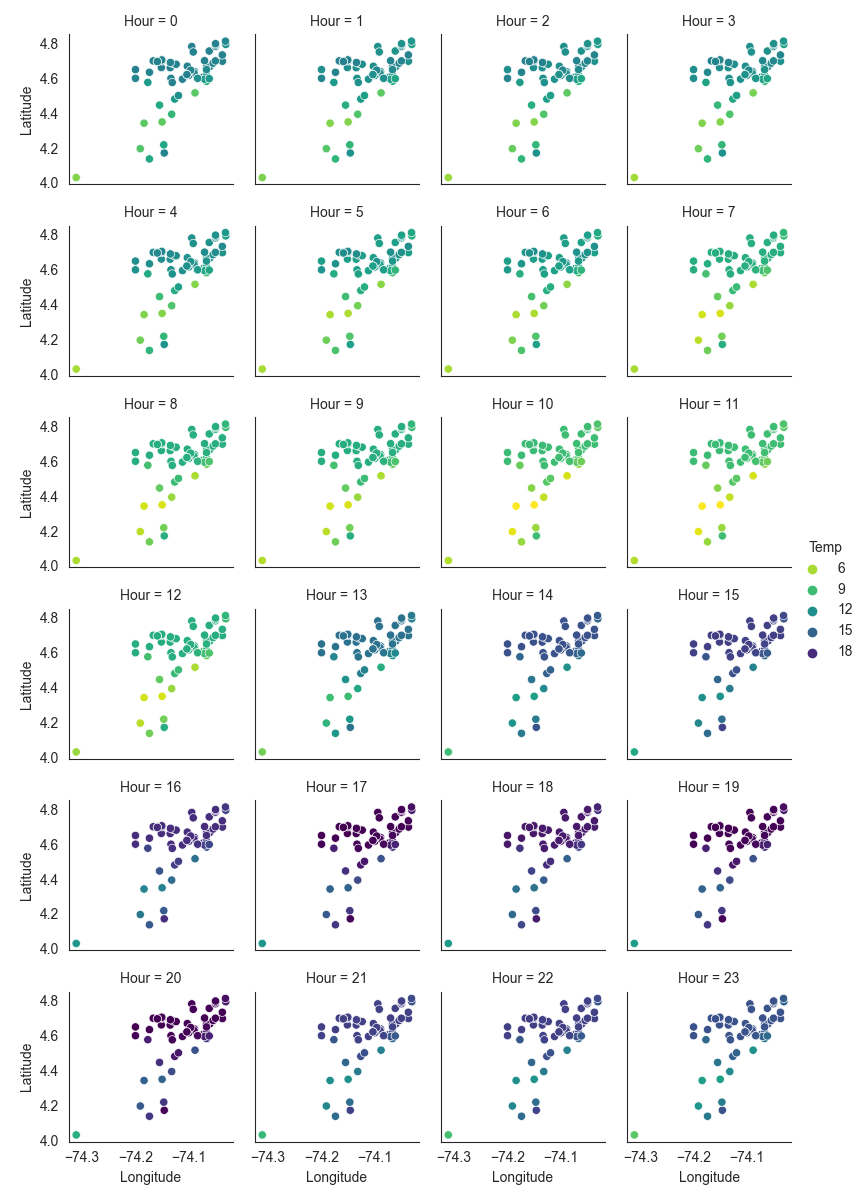 Hour = 0 Hour = 1 Hour = 2 Hour = 3
4.8
4.6
4.4
4.2
4.0
Latitude
Hour = 4 Hour = 5 Hour = 6 Hour = 7
4.8
4.6
4.4
4.2
4.0
Latitude
Hour = 8 Hour = 9 Hour = 10 Hour = 11
4.8
4.6
4.4
4.2
4.0
Latitude
Temp
6
9
12
15
18
Hour = 12 Hour = 13 Hour = 14 Hour = 15
4.8
4.6
4.4
4.2
4.0
Latitude
Hour = 16 Hour = 17 Hour = 18 Hour = 19
4.8
4.6
4.4
4.2
4.0
Latitude
Hour = 20 Hour = 21 Hour = 22 Hour = 23
4.8
4.6
4.4
4.2
4.0
Latitude
−74.3 −74.2 −74.1 −74.3 −74.2 −74.1 −74.3 −74.2 −74.1 −74.3 −74.2 −74.1
Longitude Longitude Longitude Longitude